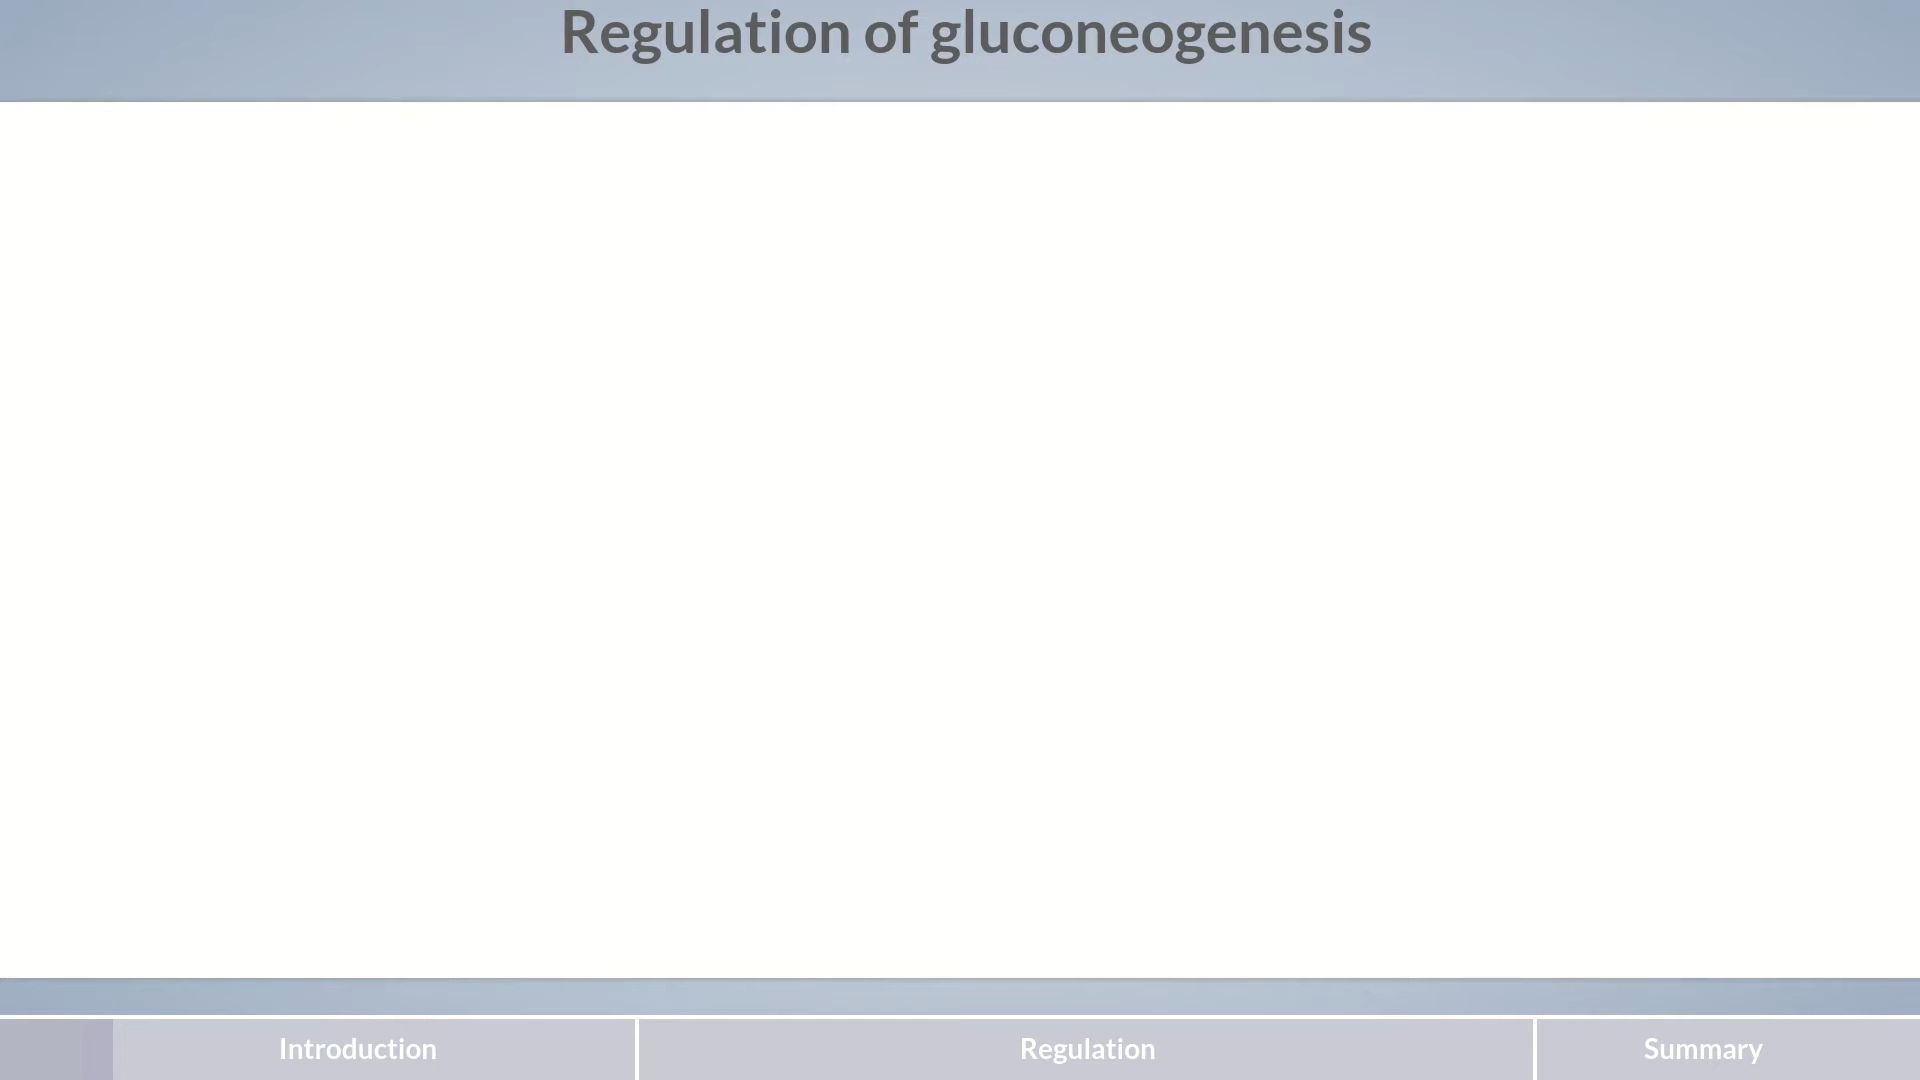 Regulation of gluconeogenesis
Introduction
Regulation
Summary